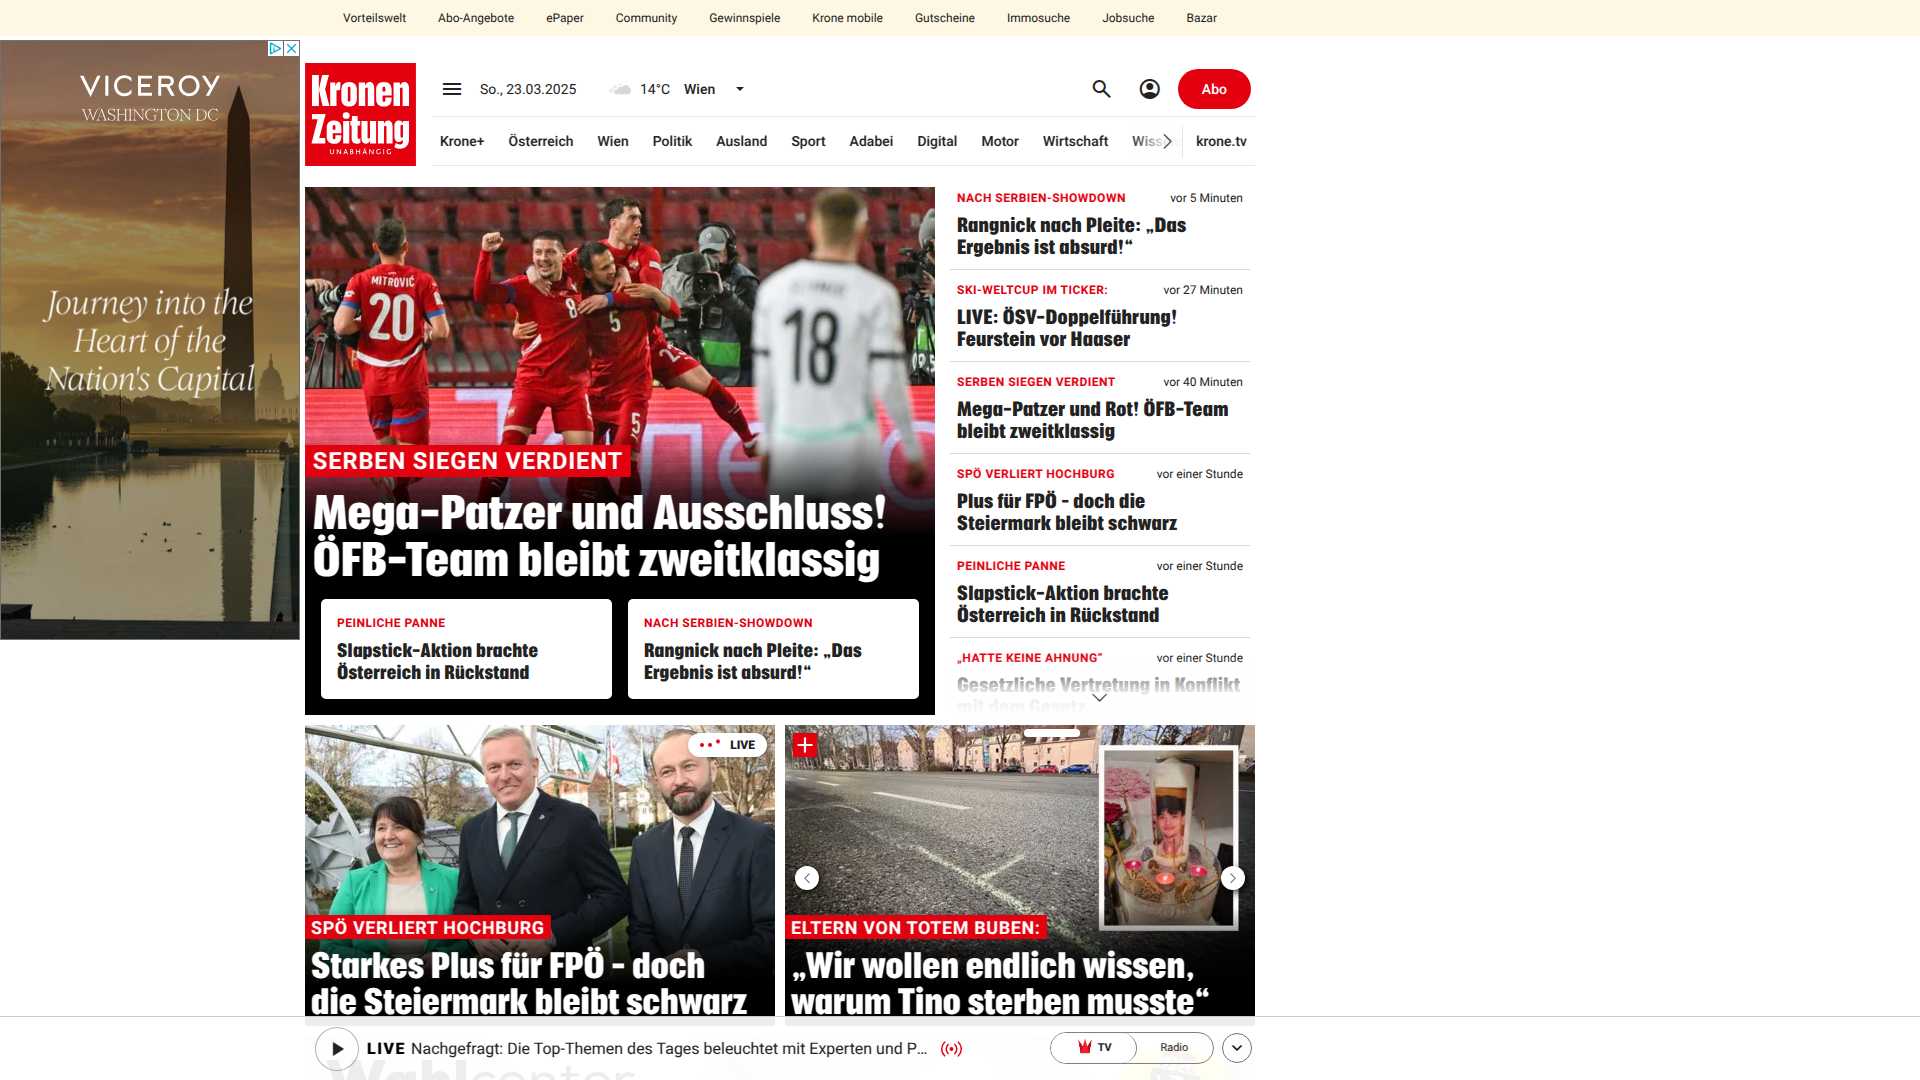 Vorteilswelt Abo-Angebote ePaper Community Gewinnspiele Krone mobile Gutscheine Immosuche Jobsuche Bazar
VICEROY
WASHINGTON DC
Journey into the
Heart of the
Nation's Capital
Kronen
Zeitung
UNABHÄNGIG
So., 23.03.2025 14°C Wien
Abo
Krone+ Österreich Wien Politik Ausland Sport Adabei Digital Motor Wirtschaft Wiss krone.tv
MITROVIĆ
20
8
5
23
5
18
SERBEN SIEGEN VERDIENT
Mega-Patzer und Ausschluss!
ÖFB-Team bleibt zweitklassig
PEINLICHE PANNE
Slapstick-Aktion brachte
Österreich in Rückstand
NACH SERBIEN-SHOWDOWN
Rangnick nach Pleite: „Das
Ergebnis ist absurd!“
NACH SERBIEN-SHOWDOWN vor 5 Minuten
Rangnick nach Pleite: „Das
Ergebnis ist absurd!“
SKI-WELTCUP IM TICKER: vor 27 Minuten
LIVE: ÖSV-Doppelführung!
Feurstein vor Haaser
SERBEN SIEGEN VERDIENT vor 40 Minuten
Mega-Patzer und Rot! ÖFB-Team
bleibt zweitklassig
SPÖ VERLIERT HOCHBURG vor einer Stunde
Plus für FPÖ - doch die
Steiermark bleibt schwarz
PEINLICHE PANNE vor einer Stunde
Slapstick-Aktion brachte
Österreich in Rückstand
„HATTE KEINE AHNUNG“ vor einer Stunde
Gesetzliche Vertretung in Konflikt
mit dem Gesetz
LIVE
SPÖ VERLIERT HOCHBURG
Starkes Plus für FPÖ - doch
die Steiermark bleibt schwarz
ELTERN VON TOTEM BUBEN:
„Wir wollen endlich wissen,
warum Tino sterben musste“
LIVE Nachgefragt: Die Top-Themen des Tages beleuchtet mit Experten und P...
TV Radio
Wahlcenter